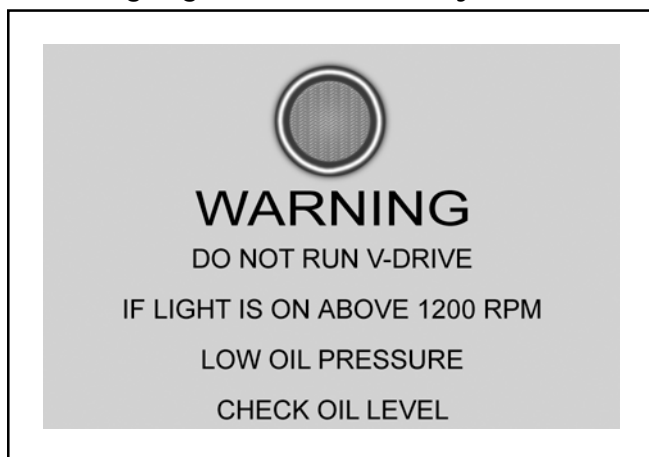 WARNING
DO NOT RUN V-DRIVE
IF LIGHT IS ON ABOVE 1200 RPM
LOW OIL PRESSURE
CHECK OIL LEVEL